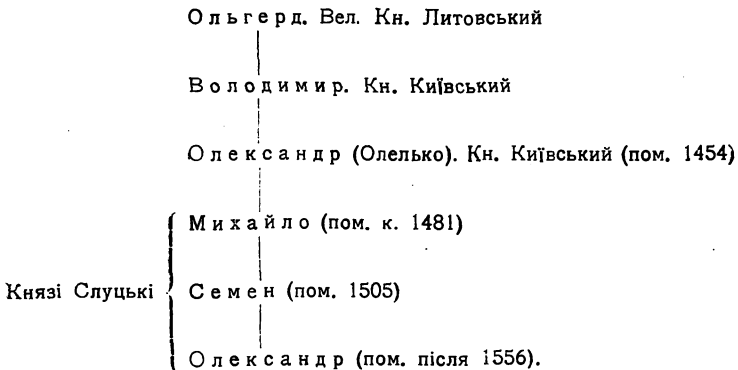 Ольгерд. Вел. Кн. Литовський
Володимир. Кн. Київський
Олександр (Олелько). Кн. Київський (пом. 1454)
Михайло (пом. к. 1481)
Князі Слуцькі
Семен (пом. 1505)
Олександр (пом. після 1556).